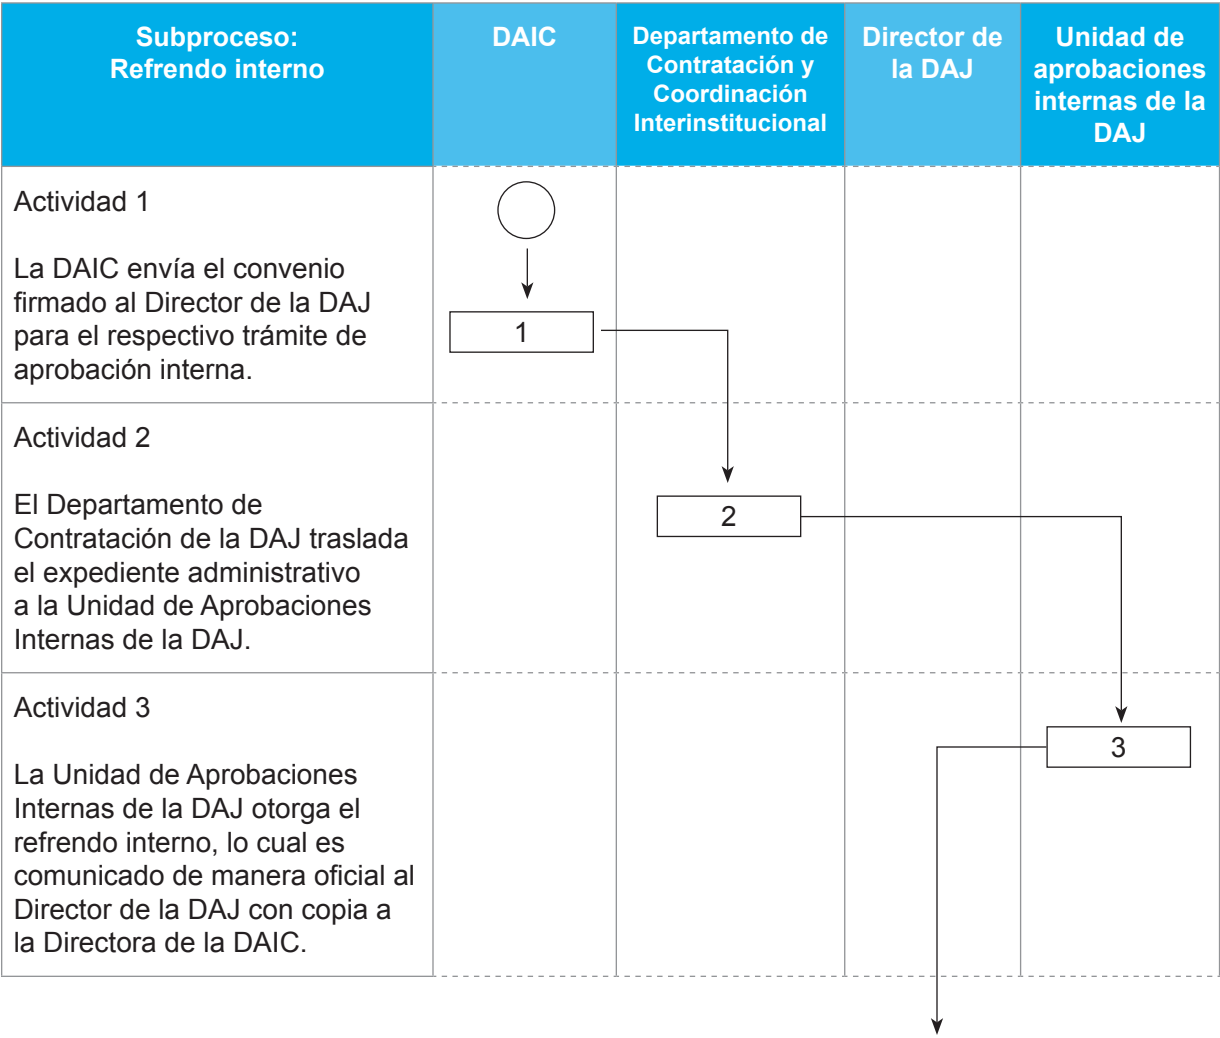 Subproceso:
Refrendo interno
DAIC
Departamento de
Contratación y
Coordinación
Interinstitucional
Director de
la DAJ
Unidad de
aprobaciones
internas de la
DAJ
Actividad 1
La DAIC envía el convenio
firmado al Director de la DAJ
para el respectivo trámite de
aprobación interna.
1
Actividad 2
El Departamento de
Contratación de la DAJ traslada
el expediente administrativo
a la Unidad de Aprobaciones
Internas de la DAJ.
2
Actividad 3
La Unidad de Aprobaciones
Internas de la DAJ otorga el
refrendo interno, lo cual es
comunicado de manera oficial al
Director de la DAJ con copia a
la Directora de la DAIC.
3